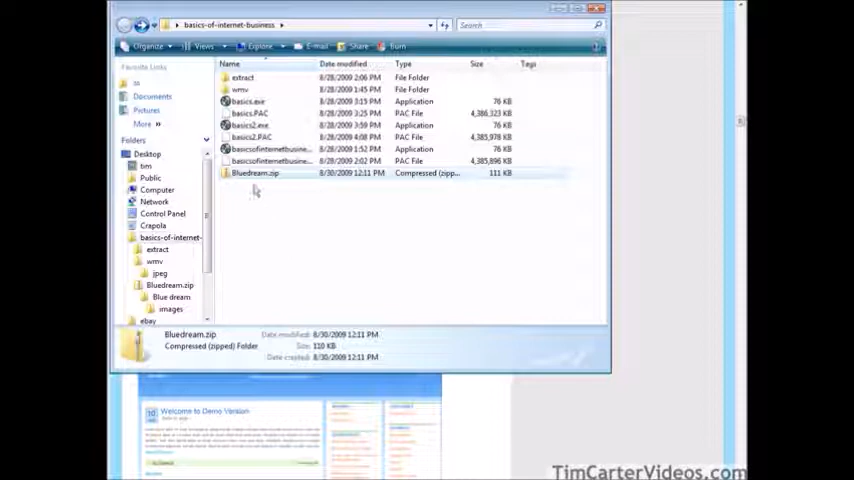 basics-of-internet-business
Search
Organize Views Explore E-mail Share Burn
Favorite Links
Documents
Pictures
More »
Folders
Desktop
tim
Public
Computer
Network
Control Panel
Crapola
basics-of-internet-
extract
wmv
jpeg
Bluedream.zip
Blue dream
images
ebay
Name Date modified Type Size Tags
extract 8/28/2009 2:06 PM File Folder
wmv 8/28/2009 1:45 PM File Folder
basics.exe 8/28/2009 3:15 PM Application 76 KB
basics.PAC 8/28/2009 3:25 PM PAC File 4,386,323 KB
basics2.exe 8/28/2009 3:59 PM Application 76 KB
basics2.PAC 8/28/2009 4:08 PM PAC File 4,385,978 KB
basicsofinternetbusine... 8/28/2009 1:52 PM Application 76 KB
basicsofinternetbusine... 8/28/2009 2:02 PM PAC File 4,385,896 KB
Bluedream.zip 8/30/2009 12:11 PM Compressed (zipp... 111 KB
Bluedream.zip Date modified: 8/30/2009 12:11 PM
Compressed (zipped) Folder Size: 110 KB
Date created: 8/30/2009 12:11 PM
Welcome to Demo Version
TimCarterVideos.com